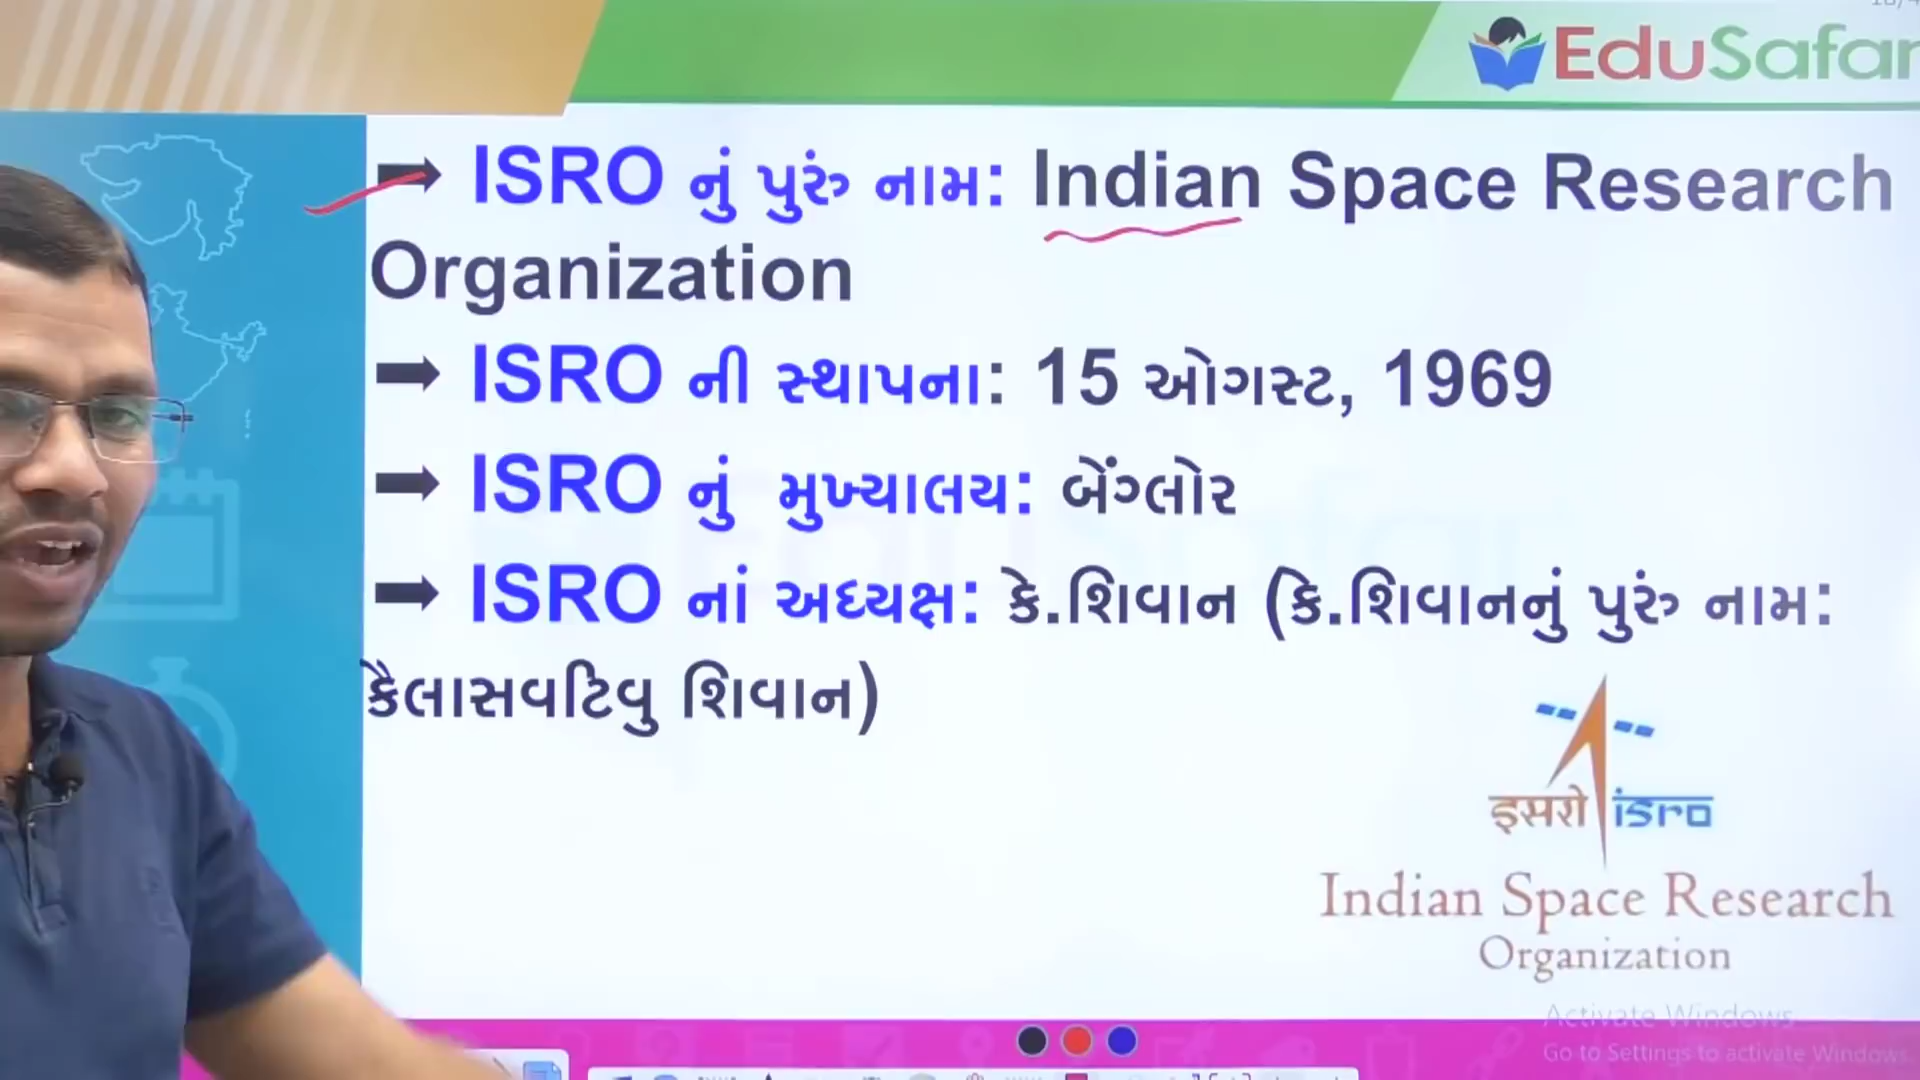 EduSafar
➡ ISRO નું પુરું નામ: Indian Space Research
Organization
➡ ISRO ની સ્થાપના: 15 ઓગસ્ટ, 1969
➡ ISRO નું મુખ્યાલય: બેંગ્લોર
➡ ISRO નાં અધ્યક્ષ: કે.શિવાન (કિ.શિવાનનું પુરું નામ:
કૈલાસવટિવુ શિવાન)
इसरो isro
Indian Space Research
Organization
Activate Windows
Go to Settings to activate Windows.